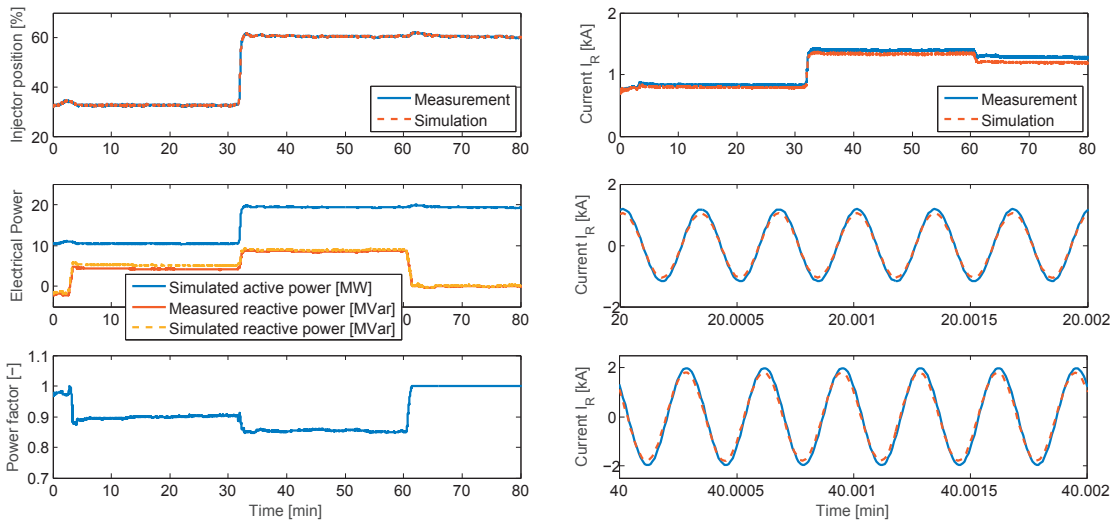 Injector position [%]
60
40
20
0 10 20 30 40 50 60 70 80
Measurement
Simulation
Current I_R [kA]
2
1
0
0 10 20 30 40 50 60 70 80
Measurement
Simulation
Electrical Power
20
10
0
0 10 20 30 40 50 60 70 80
Simulated active power [MW]
Measured reactive power [MVar]
Simulated reactive power [MVar]
Current I_R [kA]
2
0
−2
20 20.0005 20.001 20.0015 20.002
Power factor [−]
1.1
1
0.9
0.8
0.7
0 10 20 30 40 50 60 70 80
Time [min]
Current I_R [kA]
2
0
−2
40 40.0005 40.001 40.0015 40.002
Time [min]